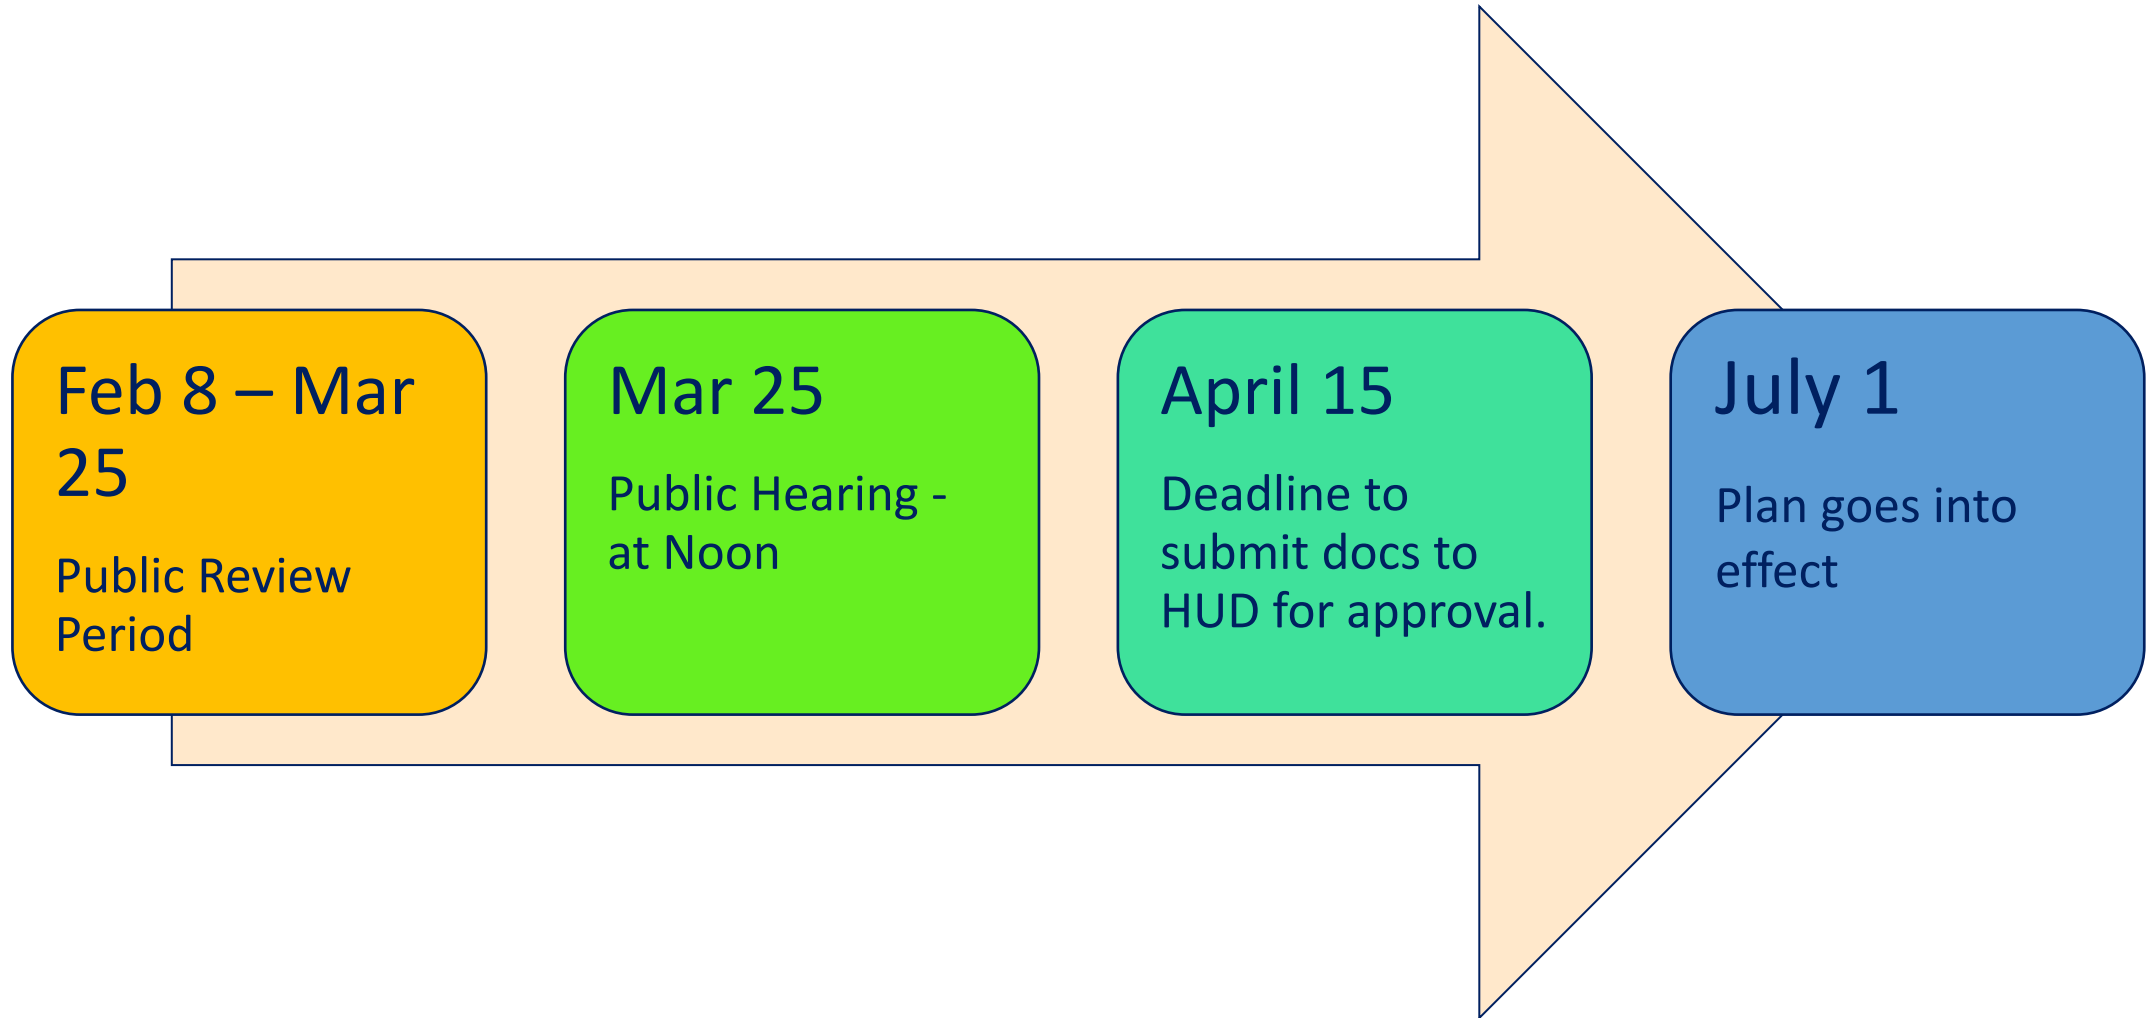 Feb 8 – Mar
25
Public Review
Period
Mar 25
Public Hearing -
at Noon
April 15
Deadline to
submit docs to
HUD for approval.
July 1
Plan goes into
effect